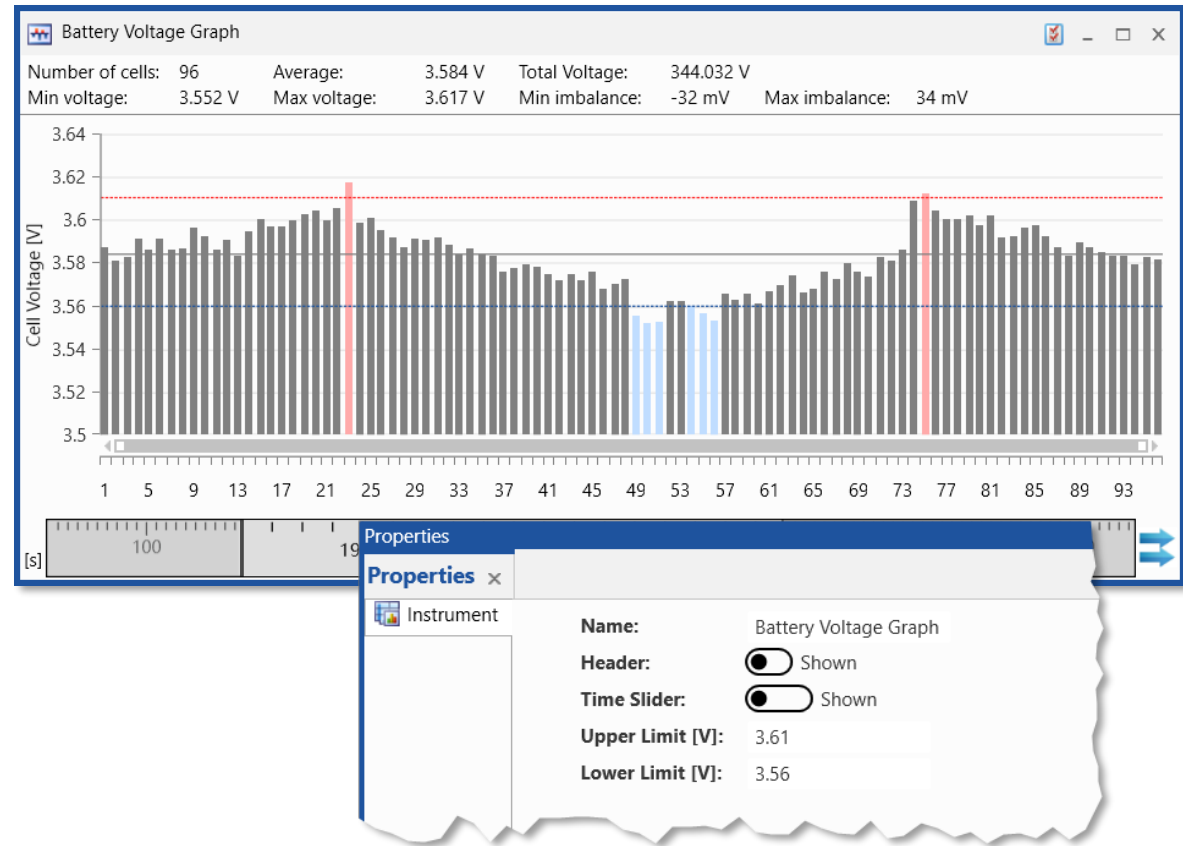 Battery Voltage Graph
Number of cells: 96 Average: 3.584 V Total Voltage: 344.032 V
Min voltage: 3.552 V Max voltage: 3.617 V Min imbalance: -32 mV Max imbalance: 34 mV
Cell Voltage [V]
3.64
3.62
3.6
3.58
3.56
3.54
3.52
3.5
1 5 9 13 17 21 25 29 33 37 41 45 49 53 57 61 65 69 73 77 81 85 89 93
[s] 100 19
Properties
Properties ×
Instrument
Name: Battery Voltage Graph
Header: Shown
Time Slider: Shown
Upper Limit [V]: 3.61
Lower Limit [V]: 3.56